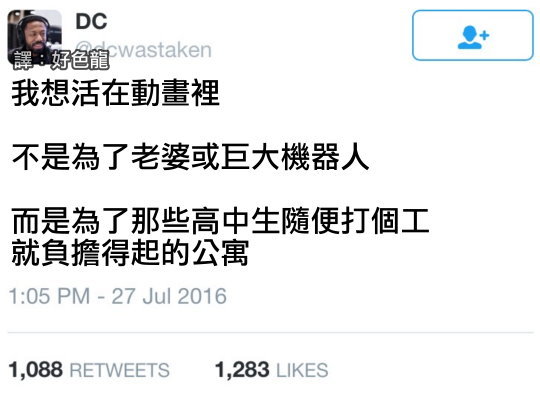 DC
@dcwastaken
譯：好色龍
我想活在動畫裡
不是為了老婆或巨大機器人
而是為了那些高中生隨便打個工
就負擔得起的公寓
1:05 PM - 27 Jul 2016
1,088 RETWEETS 1,283 LIKES